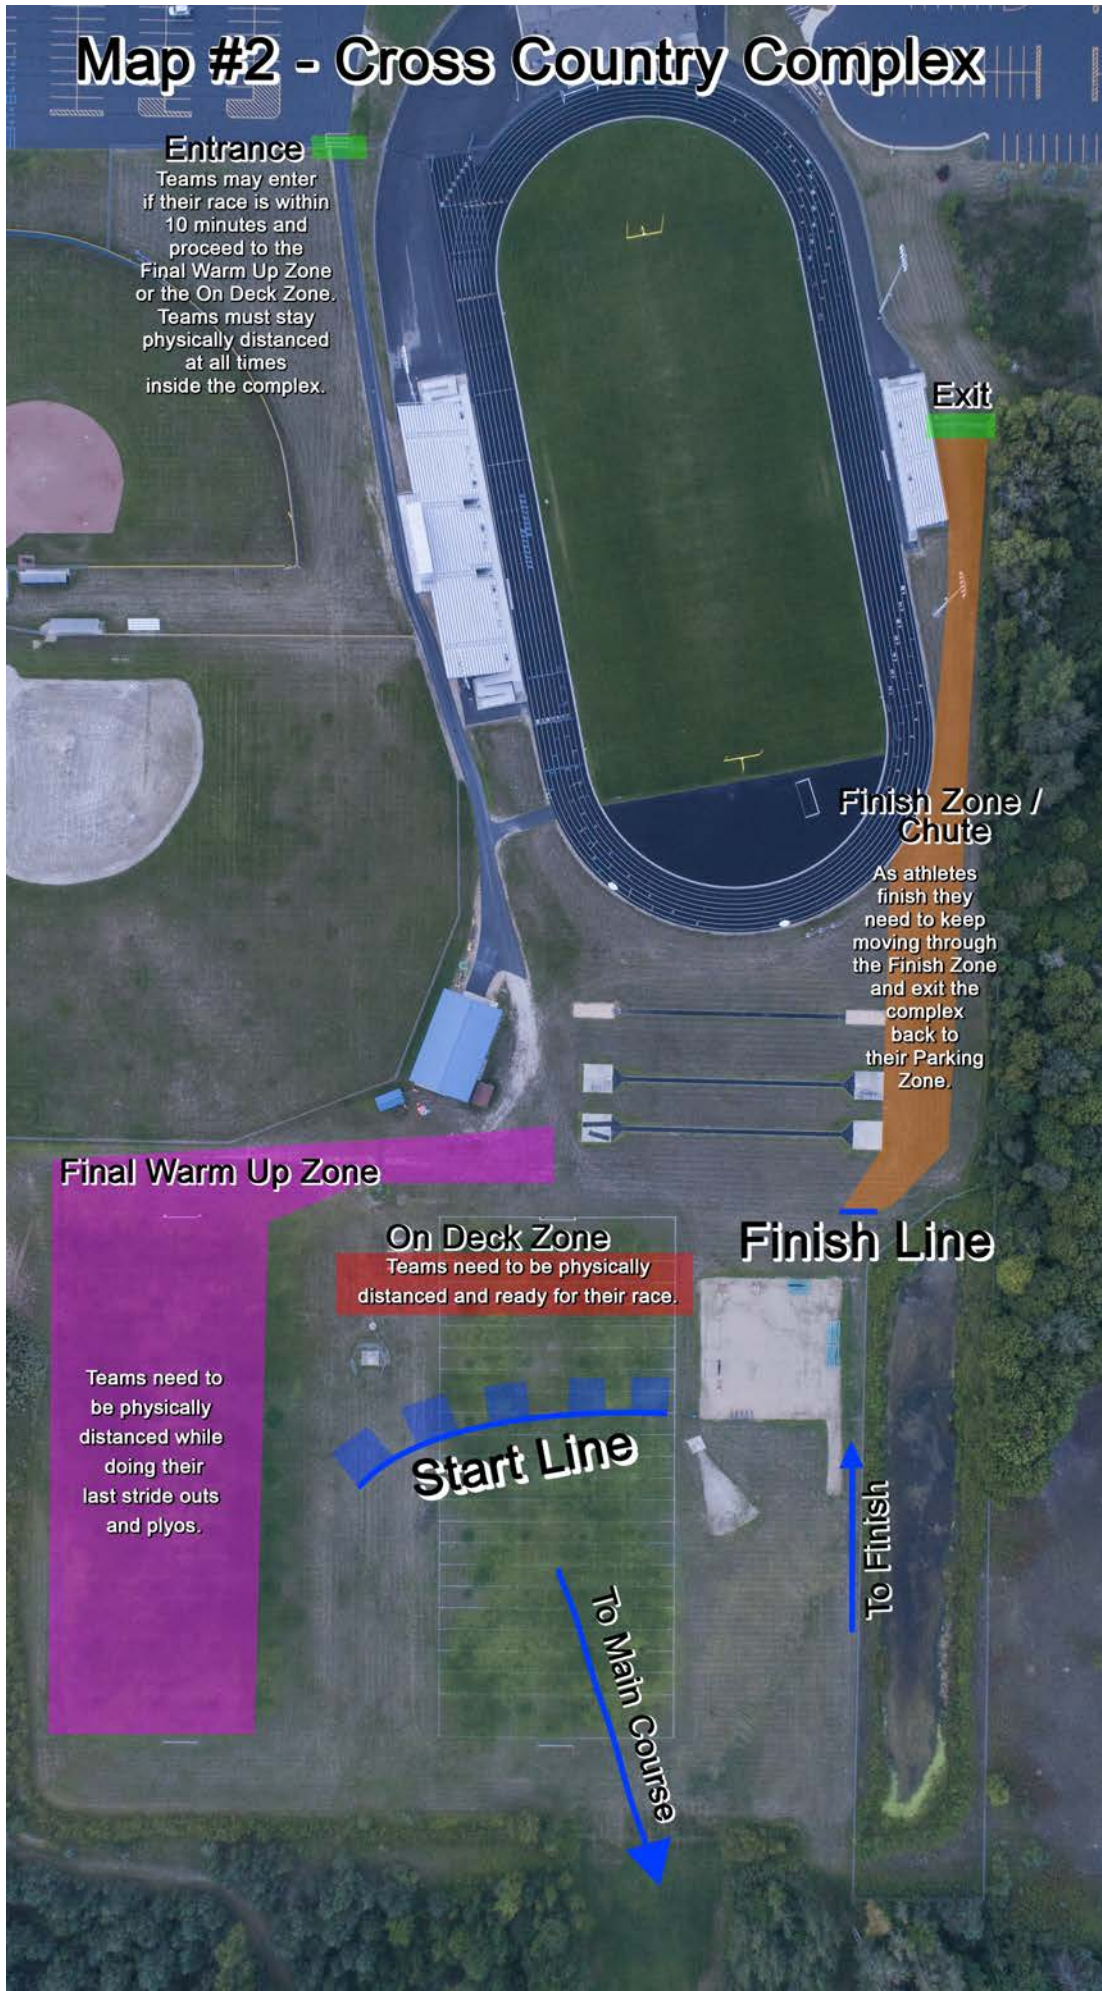 Map #2 - Cross Country Complex
Entrance
Teams may enter
if their race is within
10 minutes and
proceed to the
Final Warm Up Zone
or the On Deck Zone.
Teams must stay
physically distanced
at all times
inside the complex.
Exit
Finish Zone /
Chute
As athletes
finish they
need to keep
moving through
the Finish Zone
and exit the
complex
back to
their Parking
Zone.
Final Warm Up Zone
On Deck Zone
Teams need to be physically
distanced and ready for their race.
Finish Line
Teams need to
be physically
distanced while
doing their
last stride outs
and plyos.
Start Line
To Finish
To Main Course